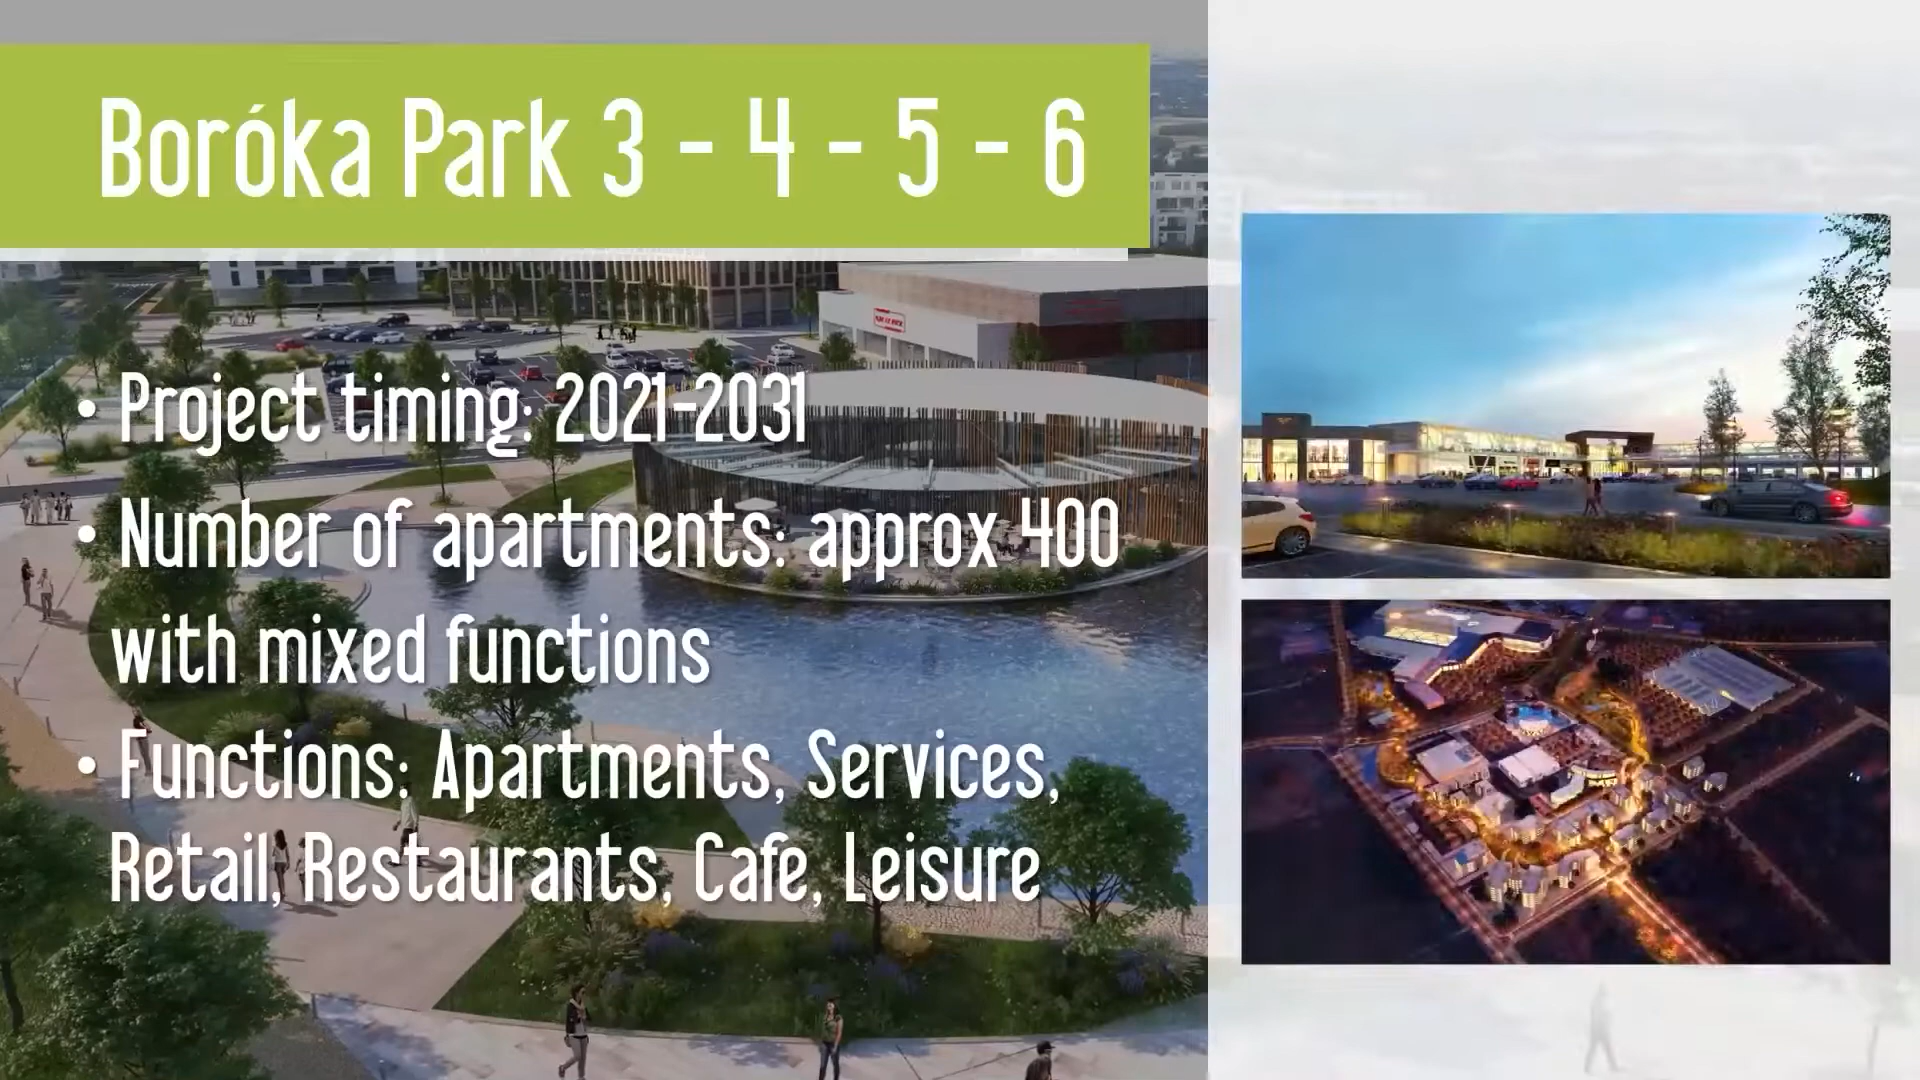 Boróka Park 3 - 4 - 5 - 6
• Project timing: 2021-2031
• Number of apartments: approx 400
with mixed functions
• Functions: Apartments, Services,
Retail, Restaurants, Cafe, Leisure